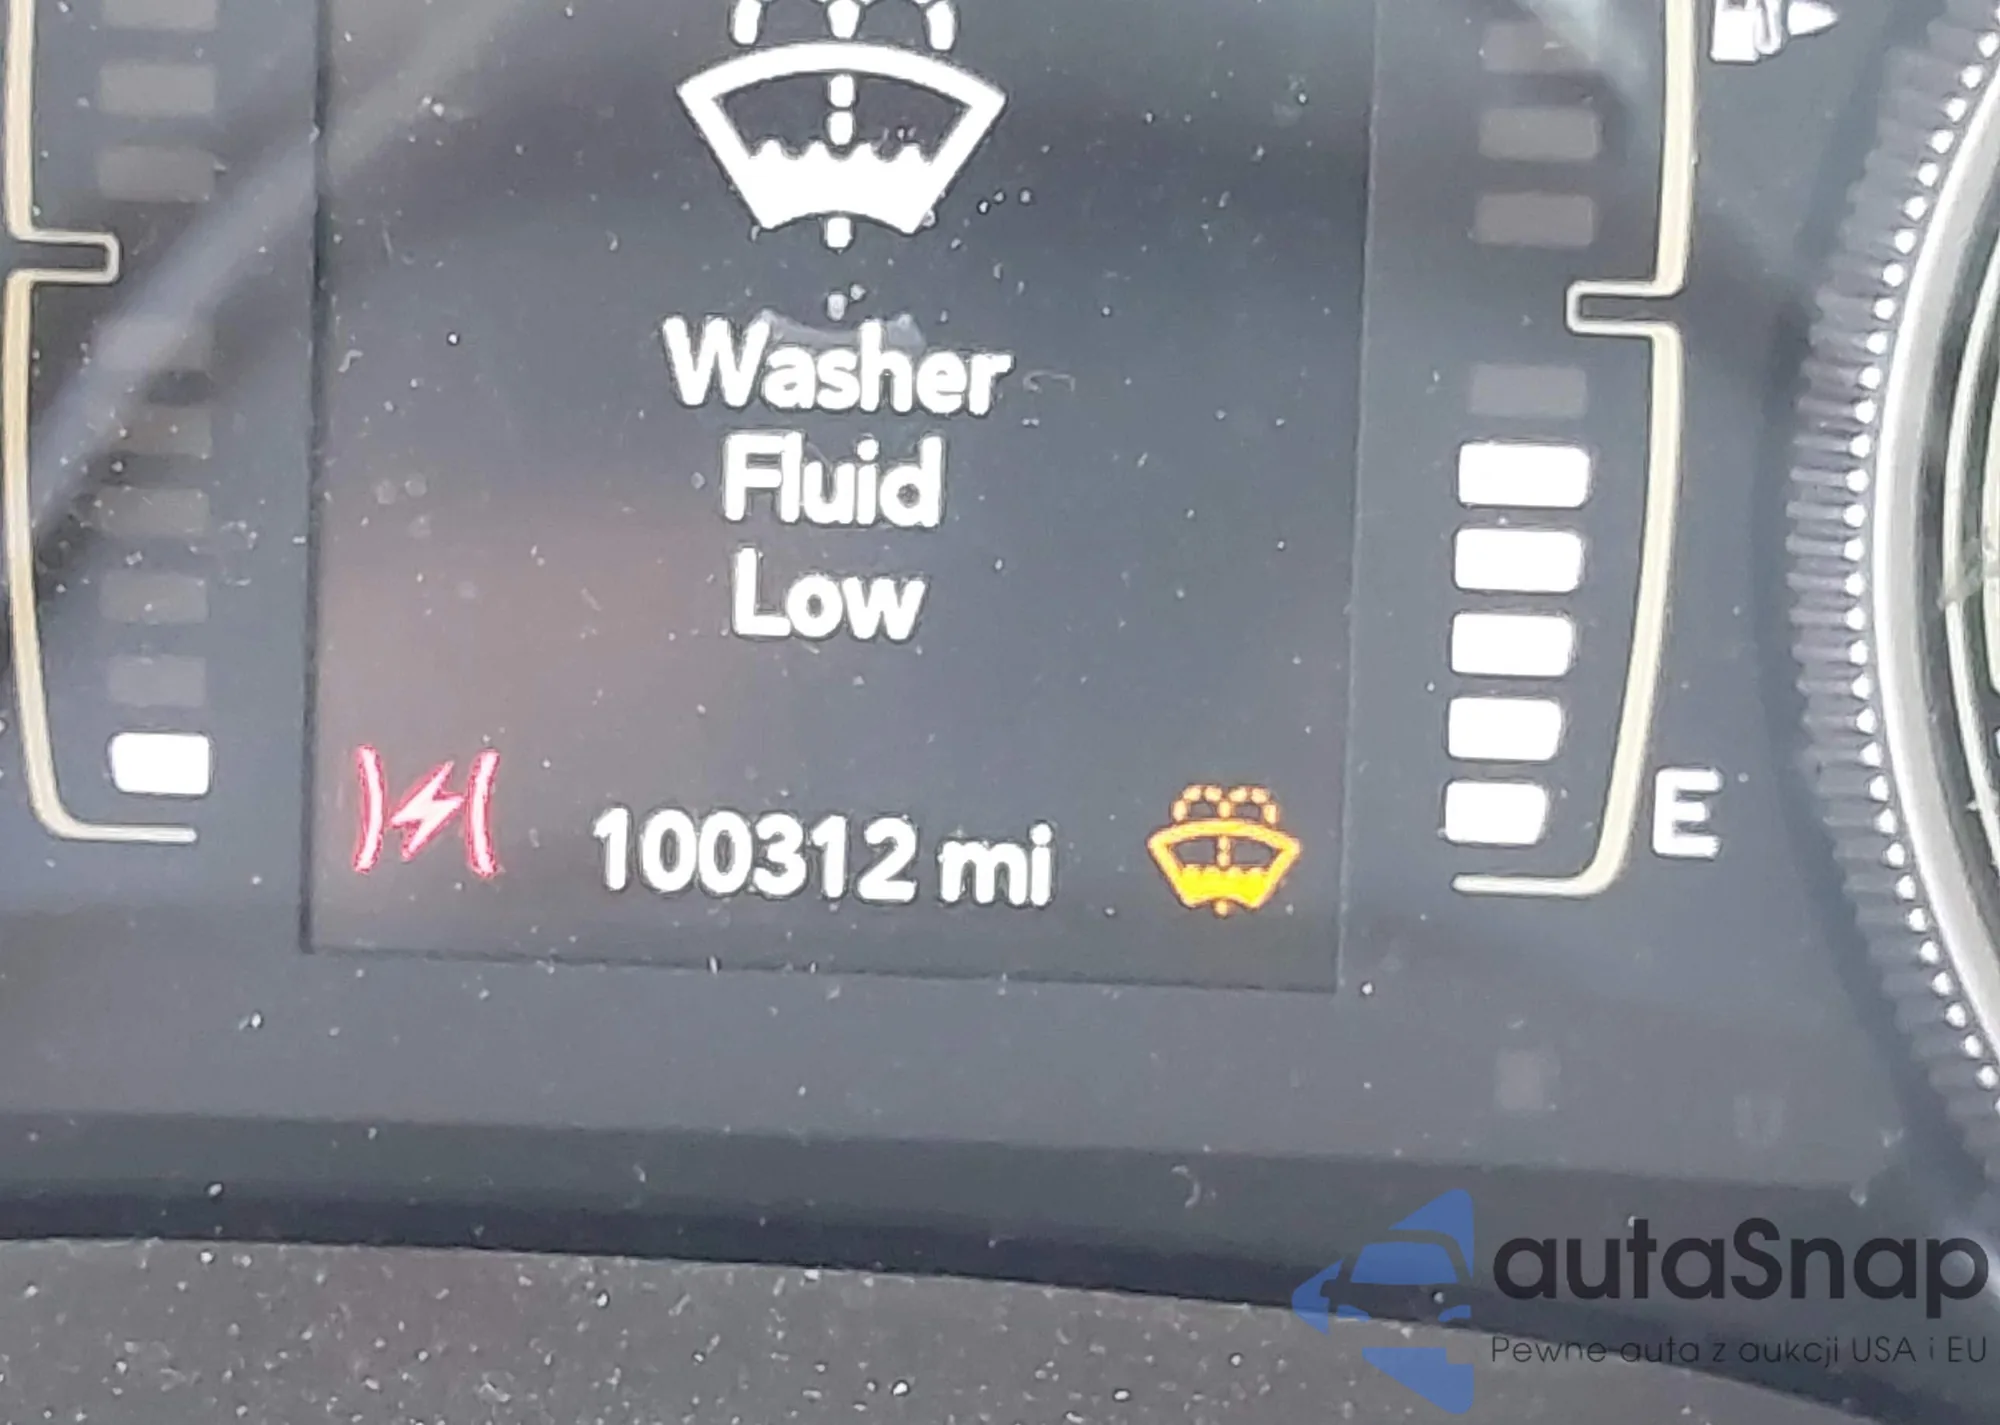 Washer
Fluid
Low
100312 mi
E
autaSnap
Pewne auta z aukcji USA i EU